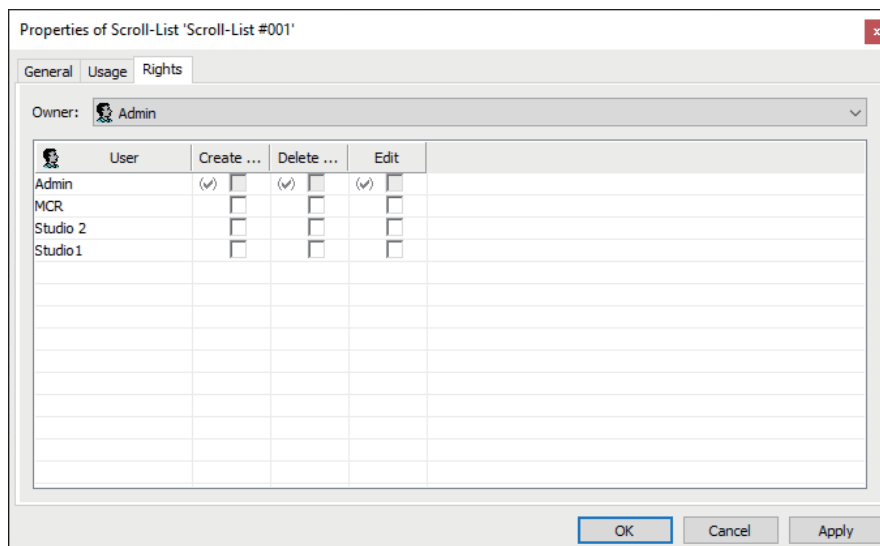 Properties of Scroll-List 'Scroll-List #001'
x
General Usage Rights
Owner: Admin
User Create ... Delete ... Edit
Admin (✓) (✓) (✓)
MCR
Studio 2
Studio1
OK Cancel Apply